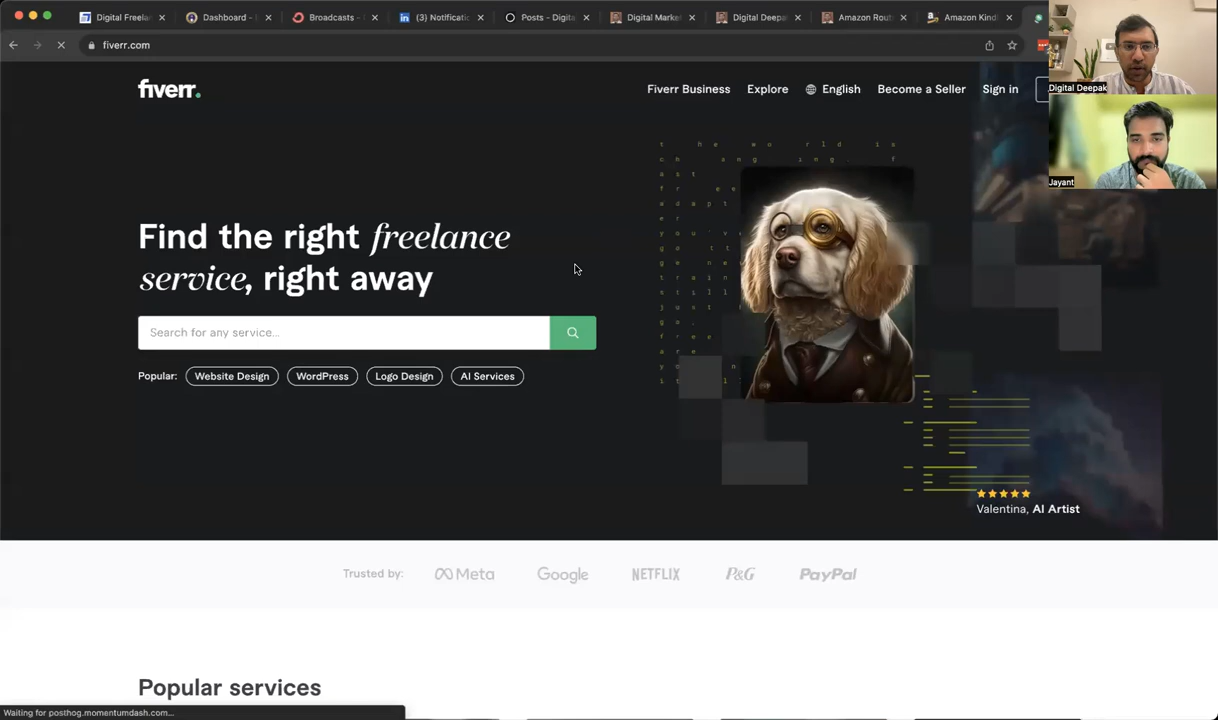 Digital Freelan
Dashboard -
Broadcasts -
(3) Notificatio
Posts - Digita
Digital Market
Digital Deepa
Amazon Rout
Amazon Kindl
fiverr.com
fiverr.
Fiverr Business
Explore
English
Become a Seller
Sign in
Digital Deepak
Jayant
Find the right freelance
service, right away
Search for any service...
Popular:
Website Design
WordPress
Logo Design
AI Services
Valentina, AI Artist
Trusted by:
Meta
Google
NETFLIX
P&G
PayPal
Popular services
Waiting for posthog.momentumdash.com...